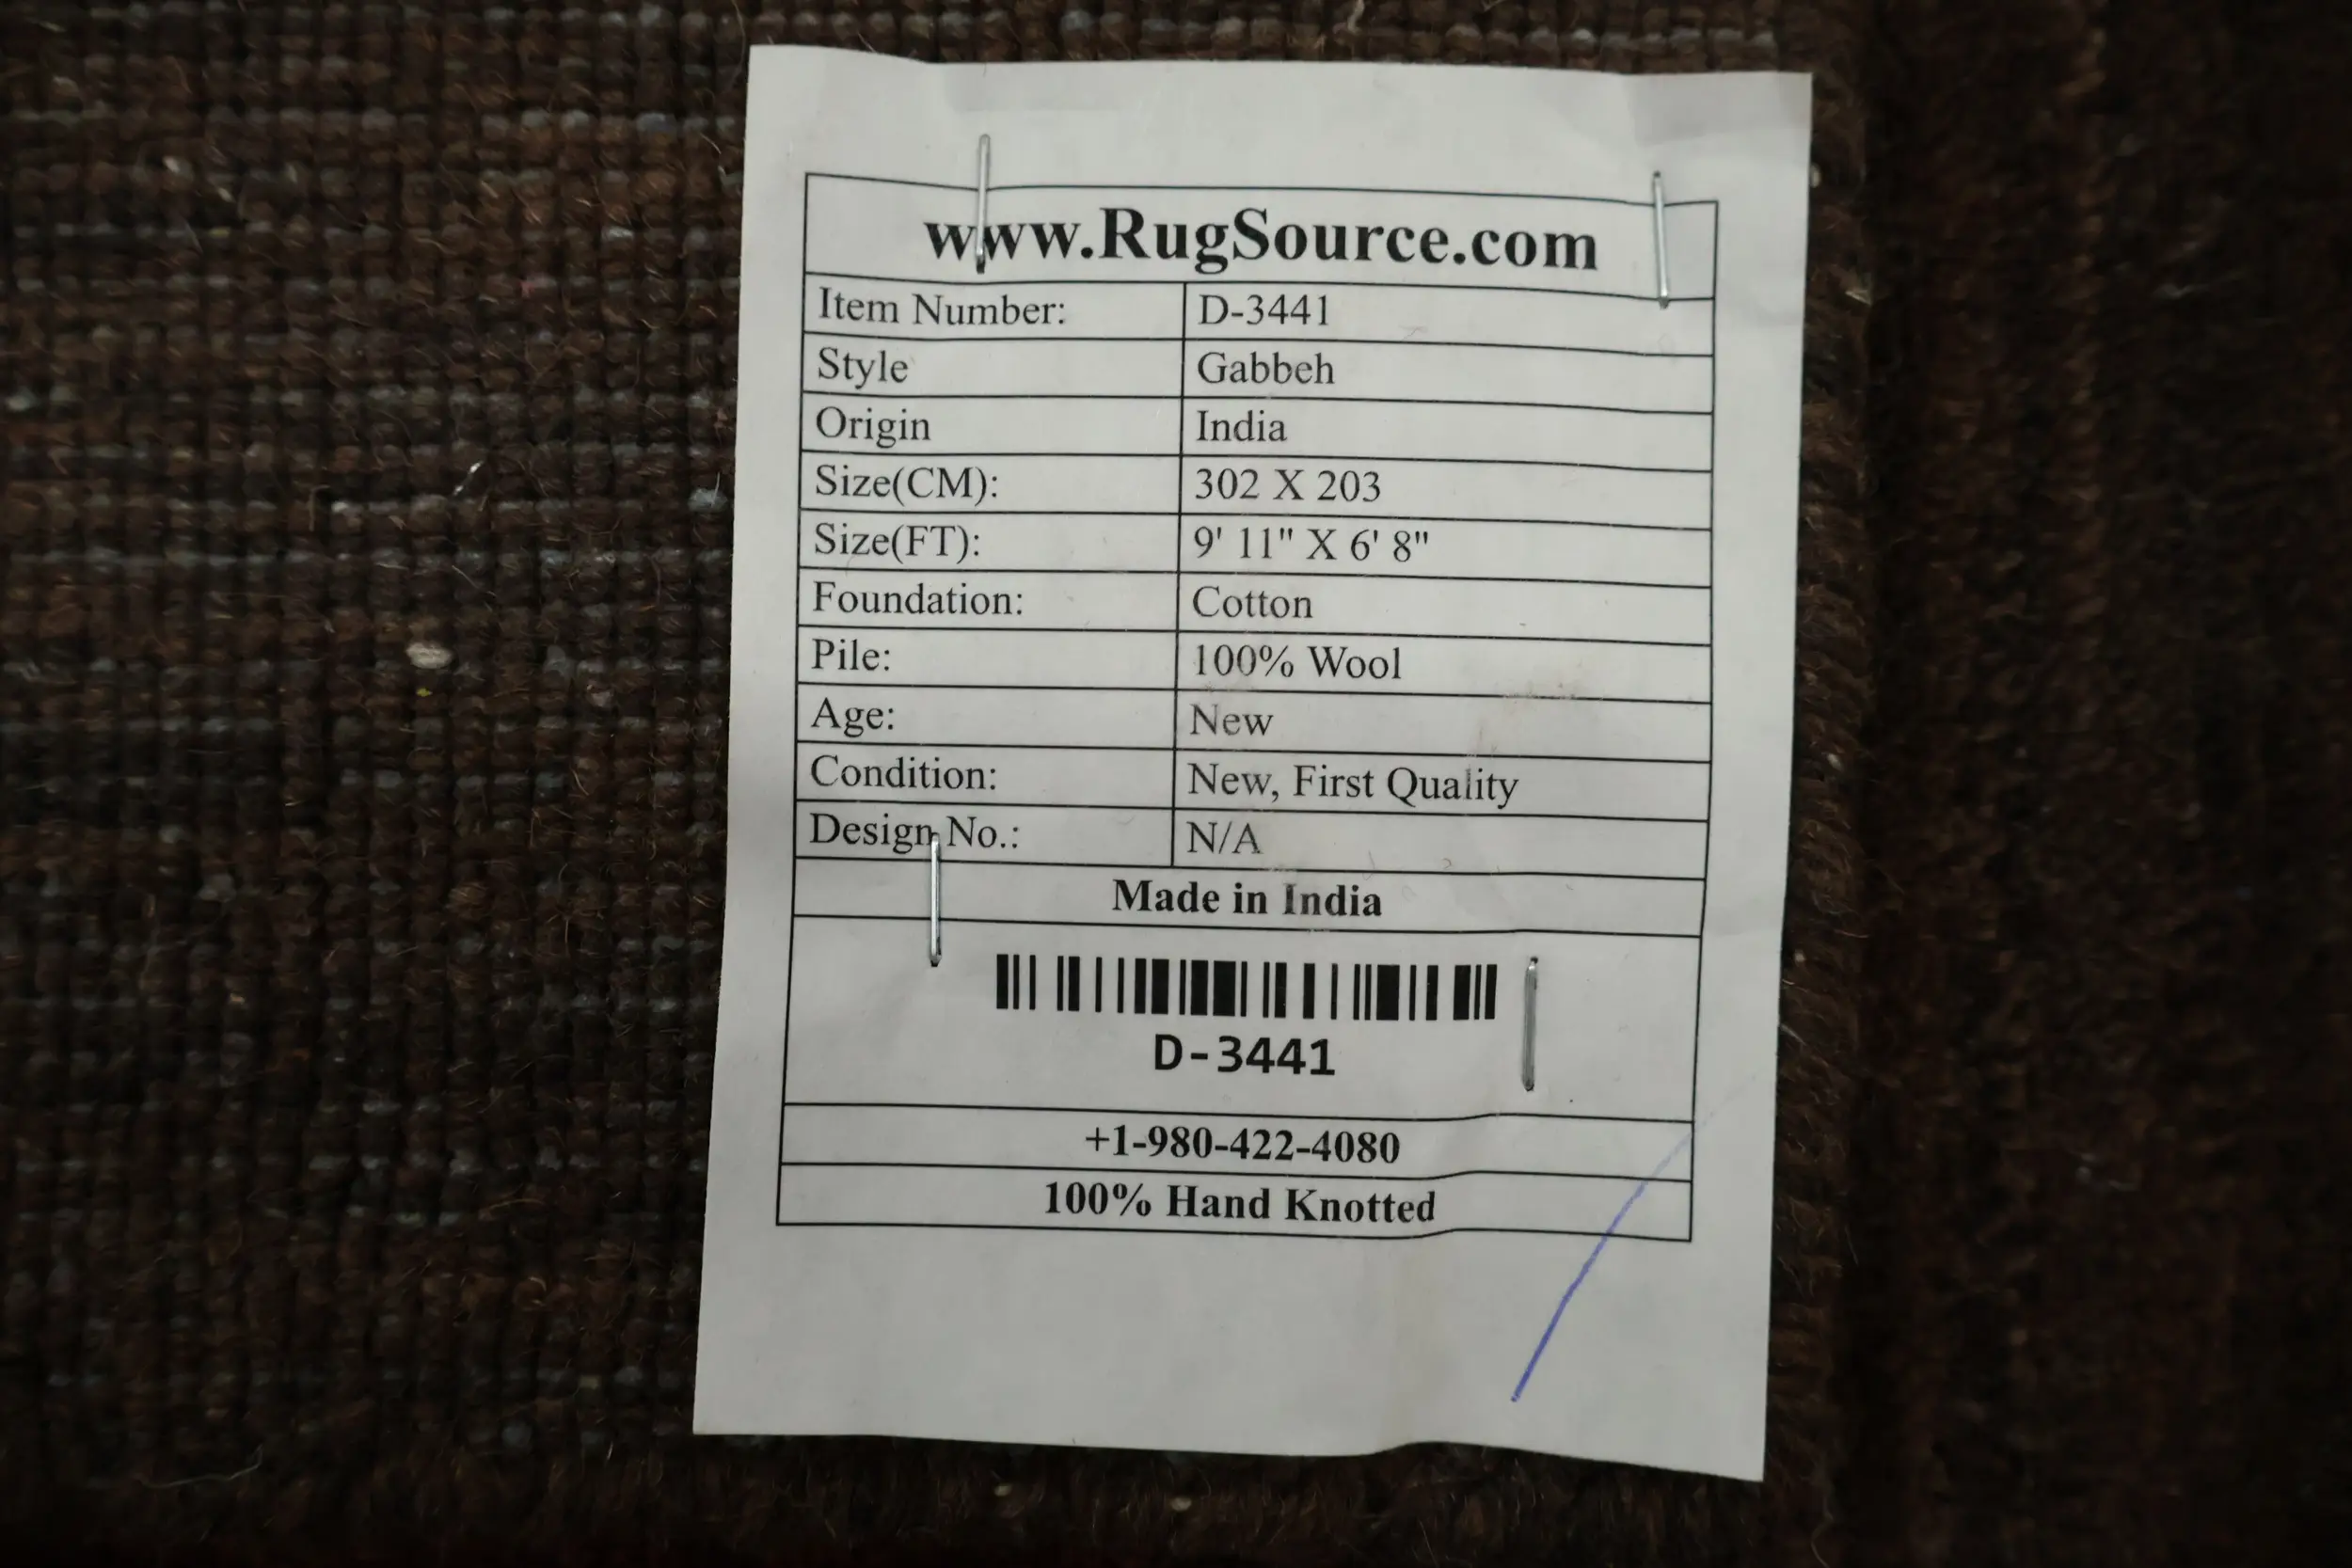 www.RugSource.com
Item Number: D-3441
Style Gabbeh
Origin India
Size(CM): 302 X 203
Size(FT): 9' 11" X 6' 8"
Foundation: Cotton
Pile: 100% Wool
Age: New
Condition: New, First Quality
Design No.: N/A
Made in India
D-3441
+1-980-422-4080
100% Hand Knotted